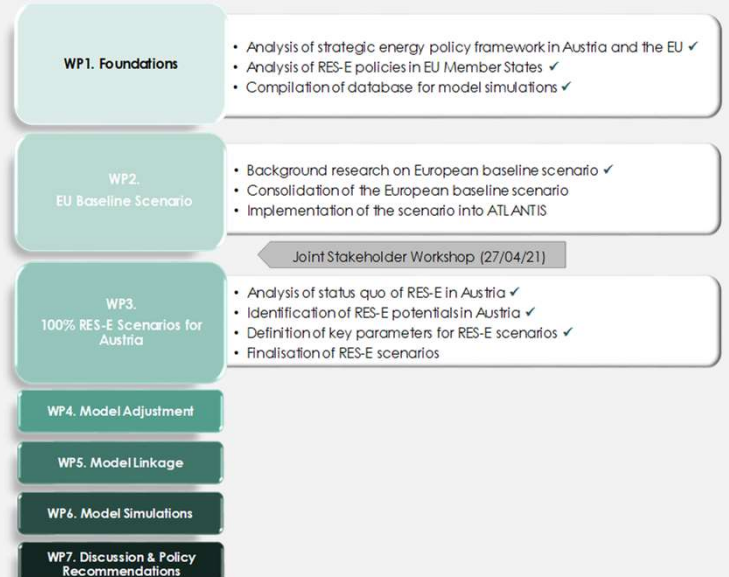 WP1. Foundations
• Analysis of strategic energy policy framework in Austria and the EU ✓
• Analysis of RES-E policies in EU Member States ✓
• Compilation of database for model simulations ✓
WP2.
EU Baseline Scenario
• Background research on European baseline scenario ✓
• Consolidation of the European baseline scenario
• Implementation of the scenario into ATLANTIS
Joint Stakeholder Workshop (27/04/21)
WP3.
100% RES-E Scenarios for
Austria
• Analysis of status quo of RES-E in Austria ✓
• Identification of RES-E potentials in Austria ✓
• Definition of key parameters for RES-E scenarios ✓
• Finalisation of RES-E scenarios
WP4. Model Adjustment
WP5. Model Linkage
WP6. Model Simulations
WP7. Discussion & Policy
Recommendations